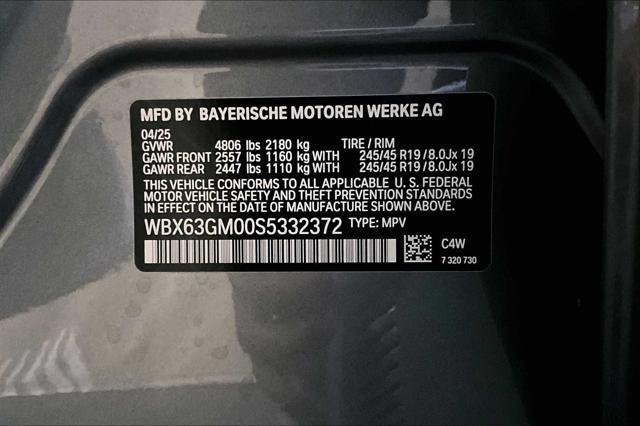 MFD BY BAYERISCHE MOTOREN WERKE AG
04/25
GVWR 4806 lbs 2180 kg TIRE / RIM
GAWR FRONT 2557 lbs 1160 kg WITH 245/45 R19 / 8.0Jx 19
GAWR REAR 2447 lbs 1110 kg WITH 245/45 R19 / 8.0Jx 19
THIS VEHICLE CONFORMS TO ALL APPLICABLE U. S. FEDERAL
MOTOR VEHICLE SAFETY AND THEFT PREVENTION STANDARDS
IN EFFECT ON THE DATE OF MANUFACTURE SHOWN ABOVE.
WBX63GM00S5332372 TYPE: MPV
C4W
7 320 730